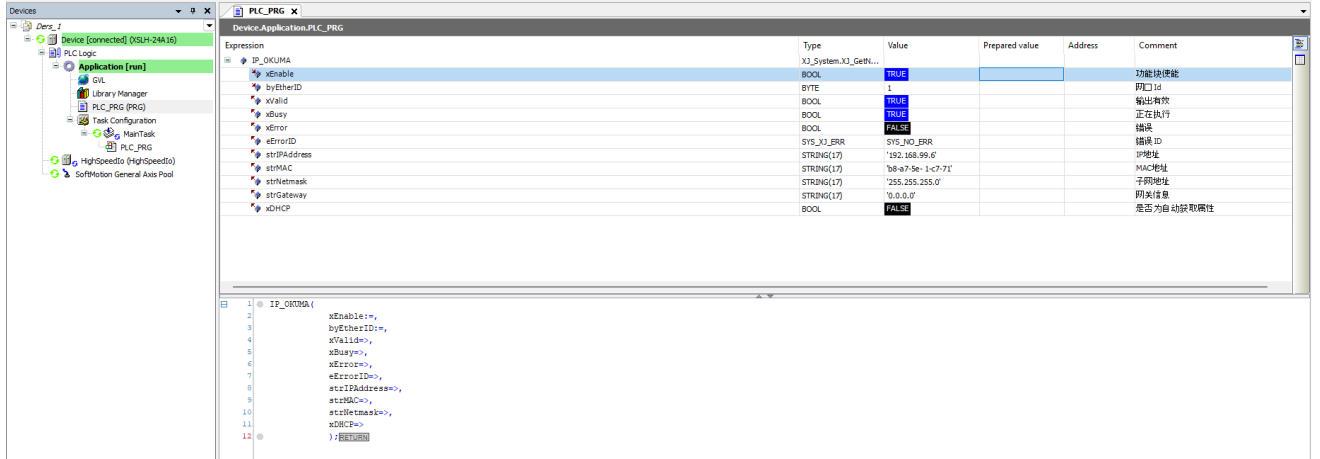 Devices
Ders_1
Device [connected] (XSLH-24A16)
PLC Logic
Application [run]
GVL
Library Manager
PLC_PRG (PRG)
Task Configuration
MainTask
PLC_PRG
HighSpeedIo (HighSpeedIo)
SoftMotion General Axis Pool
PLC_PRG X
Device.Application.PLC_PRG
Expression Type Value Prepared value Address Comment
IP_OKUMA XJ_System.XJ_GetN...
xEnable BOOL TRUE 功能块使能
byEtherID BYTE 1 网口Id
xValid BOOL TRUE 输出有效
xBusy BOOL TRUE 正在执行
xError BOOL FALSE 错误
eErrorID SYS_XJ_ERR SYS_NO_ERR 错误ID
strIPAddress STRING(17) '192.168.99.6' IP地址
strMAC STRING(17) 'b8-a7-5e- 1-c7-71' MAC地址
strNetmask STRING(17) '255.255.255.0' 子网地址
strGateway STRING(17) '0.0.0.0' 网关信息
xDHCP BOOL FALSE 是否为自动获取属性
1 IP_OKUMA(
2 xEnable:=,
3 byEtherID:=,
4 xValid=>,
5 xBusy=>,
6 xError=>,
7 eErrorID=>,
8 strIPAddress=>,
9 strMAC=>,
10 strNetmask=>,
11 xDHCP=>
12 );RETURN